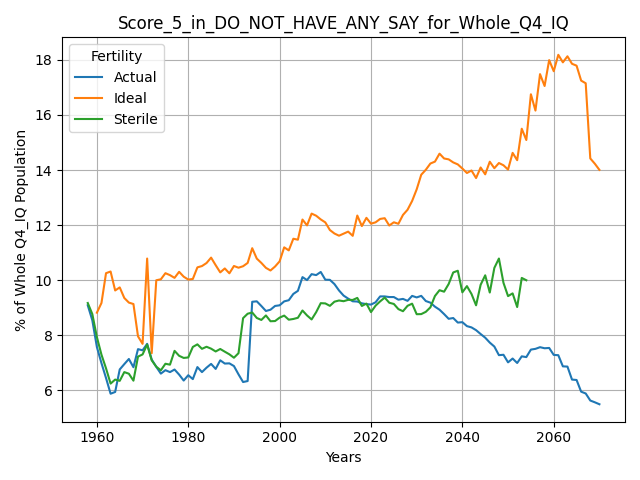 Score_5_in_DO_NOT_HAVE_ANY_SAY_for_Whole_Q4_IQ
Fertility
Actual
Ideal
Sterile
% of Whole Q4_IQ Population
18
16
14
12
10
8
6
1960 1980 2000 2020 2040 2060
Years